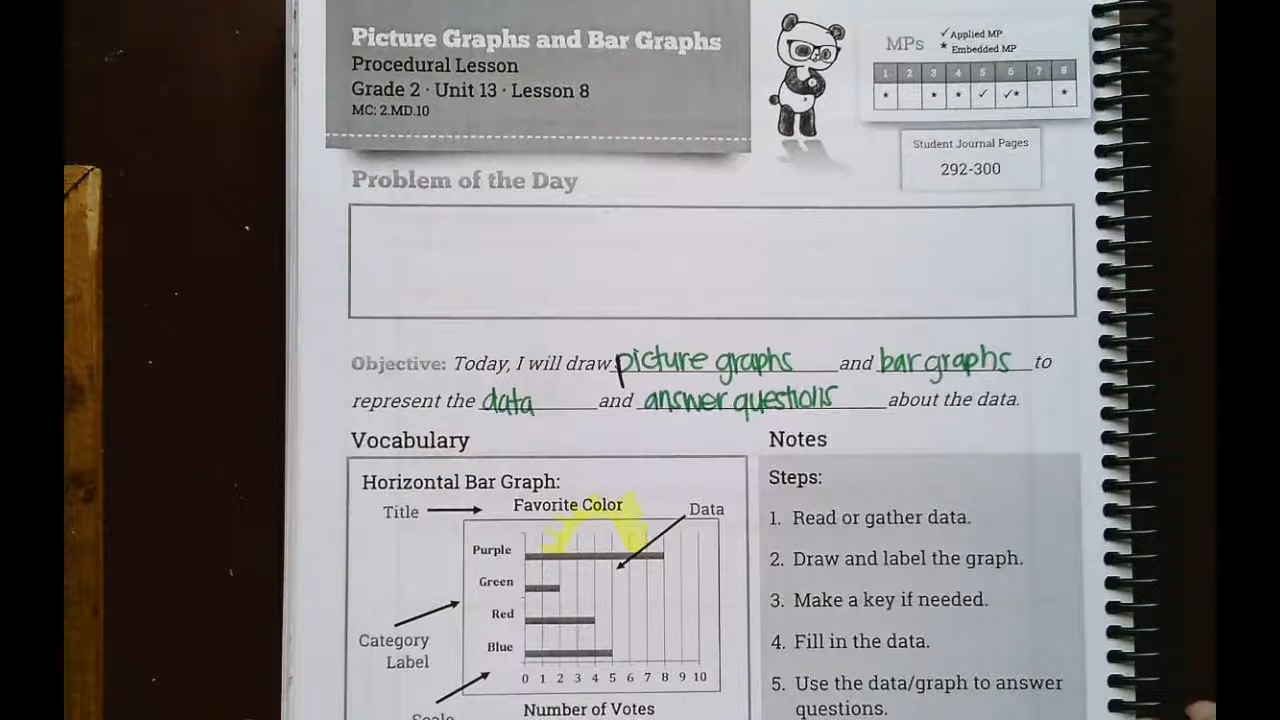 Picture Graphs and Bar Graphs
Procedural Lesson
Grade 2 · Unit 13 · Lesson 8
MC: 2.MD.10
MPs
✓Applied MP
★ Embedded MP
1 2 3 4 5 6 7 8
★ ★ ★ ✓ ✓★ ★
Student Journal Pages
292-300
Problem of the Day
Objective: Today, I will draw picture graphs and bar graphs to
represent the data and answer questions about the data.
Vocabulary
Horizontal Bar Graph:
Title
Favorite Color
Data
Purple
Green
Red
Blue
Category
Label
0 1 2 3 4 5 6 7 8 9 10
Scale
Number of Votes
Notes
Steps:
1. Read or gather data.
2. Draw and label the graph.
3. Make a key if needed.
4. Fill in the data.
5. Use the data/graph to answer
questions.